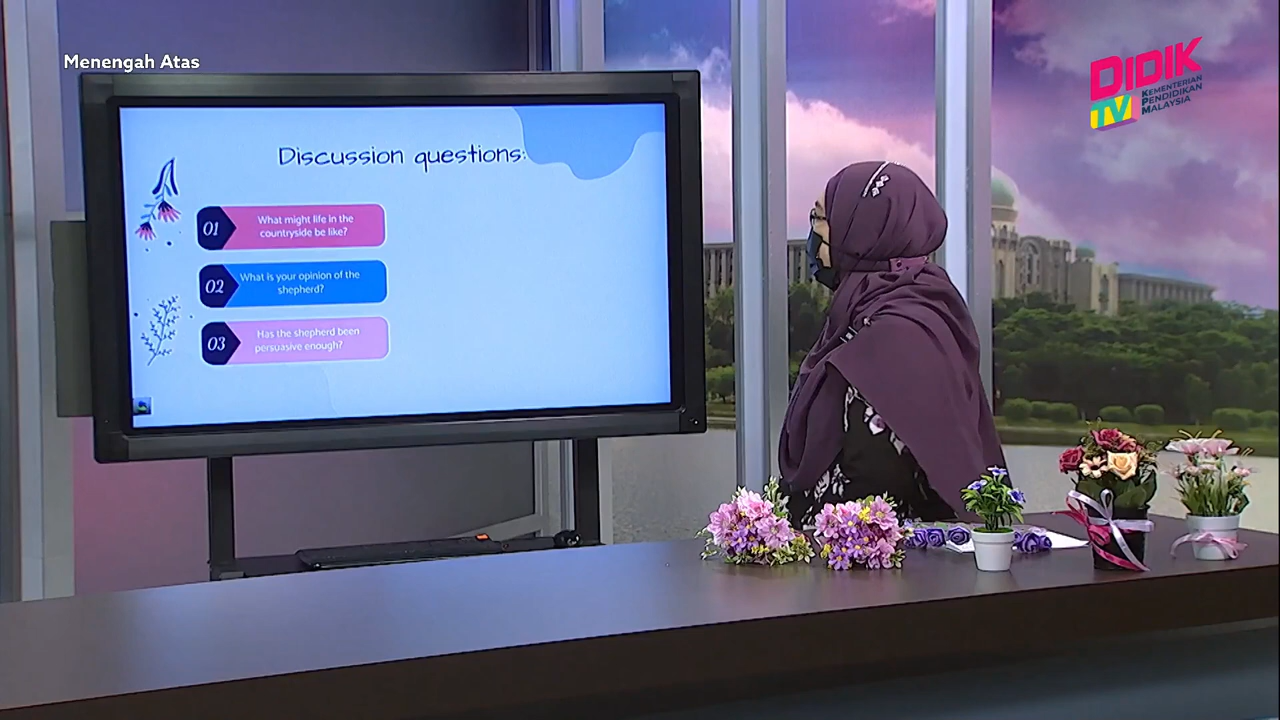 Menengah Atas
DIDIK
TV
KEMENTERIAN
PENDIDIKAN
MALAYSIA
Discussion questions:
01
What might life in the
countryside be like?
02
What is your opinion of the
shepherd?
03
Has the shepherd been
persuasive enough?